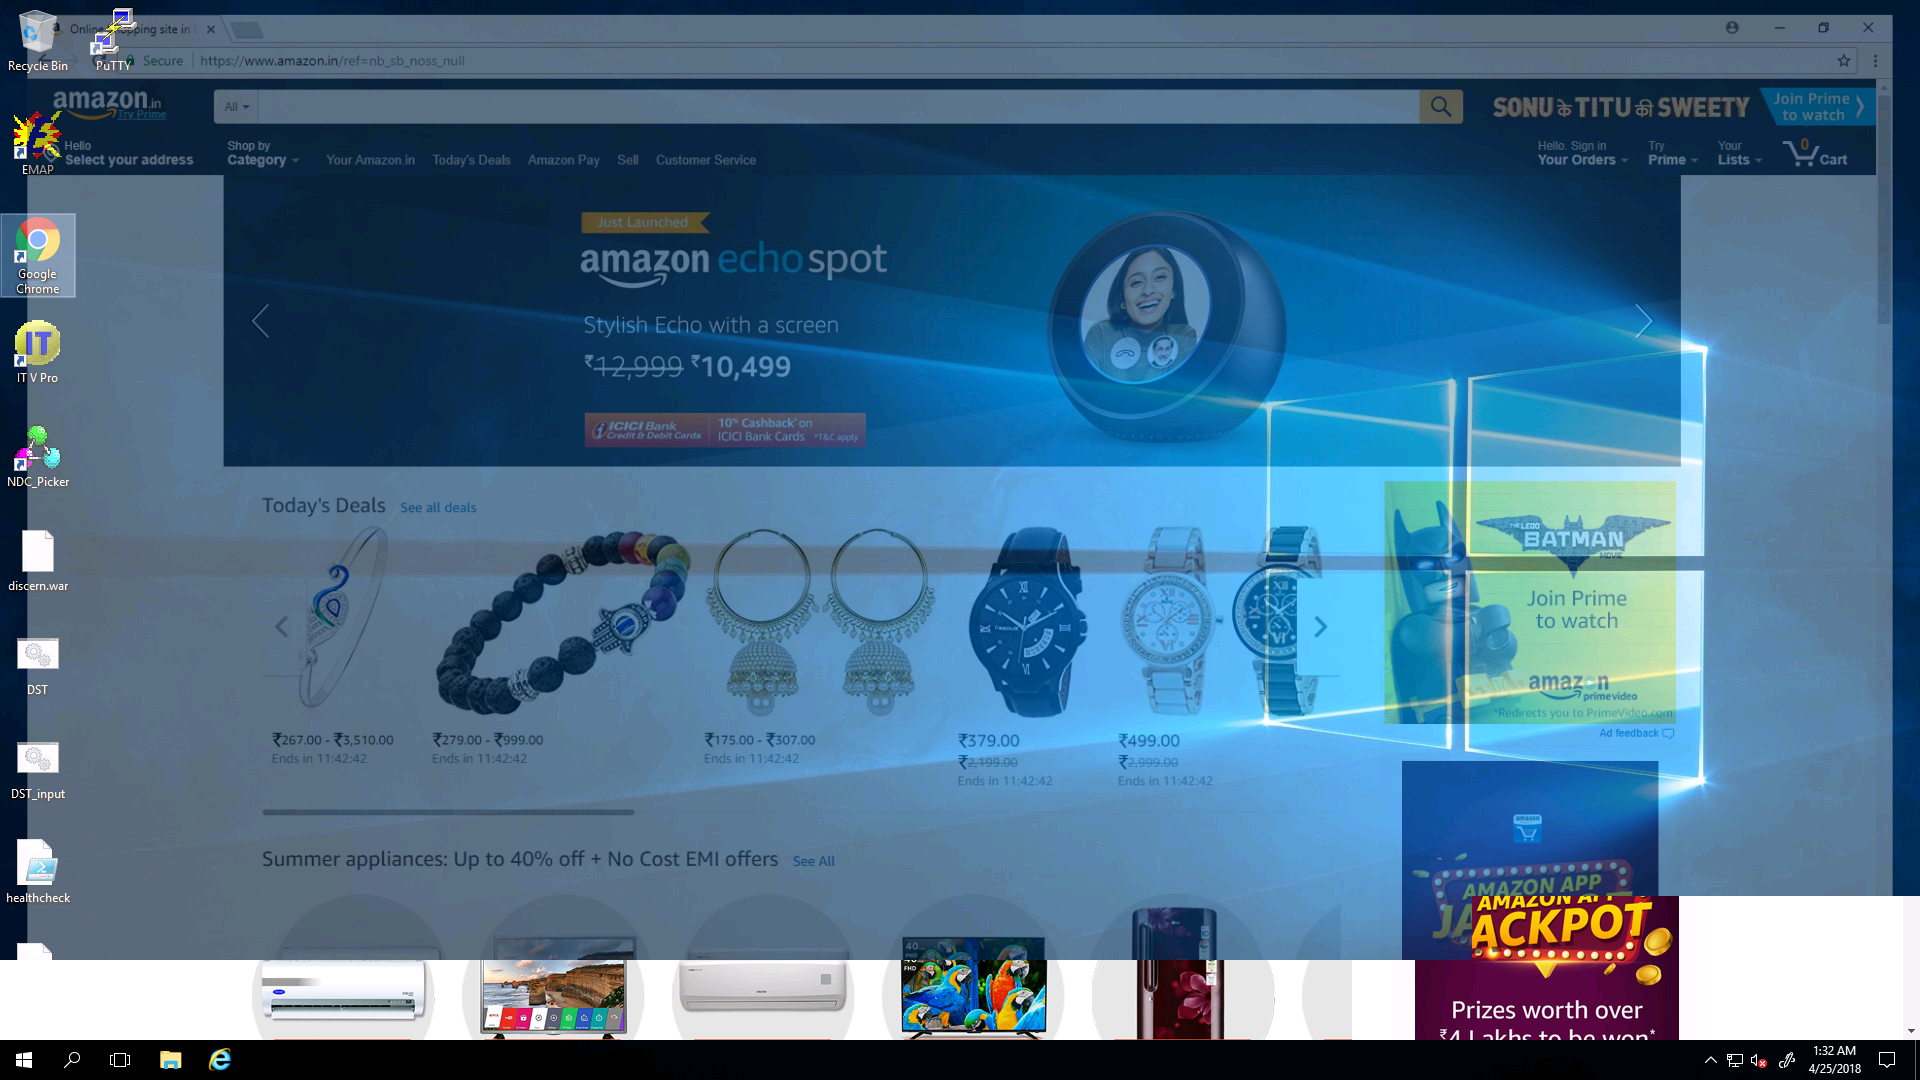 Online
pping site in
Recycle Bin
PuTTY
Secure
https://www.amazon.in/ref=nb_sb_noss_null
amazon.in
Try Prime
All
SONU के TITU की SWEETY
Join Prime
to watch
EMAP
Hello
Select your address
Shop by
Category
Your Amazon.in
Today's Deals
Amazon Pay
Sell
Customer Service
Hello. Sign in
Your Orders
Try
Prime
Your
Lists
0
Cart
Google
Chrome
IT
IT V Pro
NDC_Picker
discern.war
DST
DST_input
healthcheck
Just Launched
amazon echo spot
Stylish Echo with a screen
₹12,999 ₹10,499
ICICI Bank
Credit & Debit Cards
10% Cashback* on
ICICI Bank Cards *T&C apply
Today's Deals See all deals
₹267.00 - ₹3,510.00
Ends in 11:42:42
₹279.00 - ₹999.00
Ends in 11:42:42
₹175.00 - ₹307.00
Ends in 11:42:42
₹379.00
₹2,199.00
Ends in 11:42:42
₹499.00
₹2,999.00
Ends in 11:42:42
THE LEGO
BATMAN
MOVIE
Join Prime
to watch
amazon
prime video
*Redirects you to PrimeVideo.com
Ad feedback
Summer appliances: Up to 40% off + No Cost EMI offers See All
amazon
AMAZON APP
JA
AMAZON APP
JACKPOT
Prizes worth over
₹4 Lakhs to be won*
1:32 AM
4/25/2018